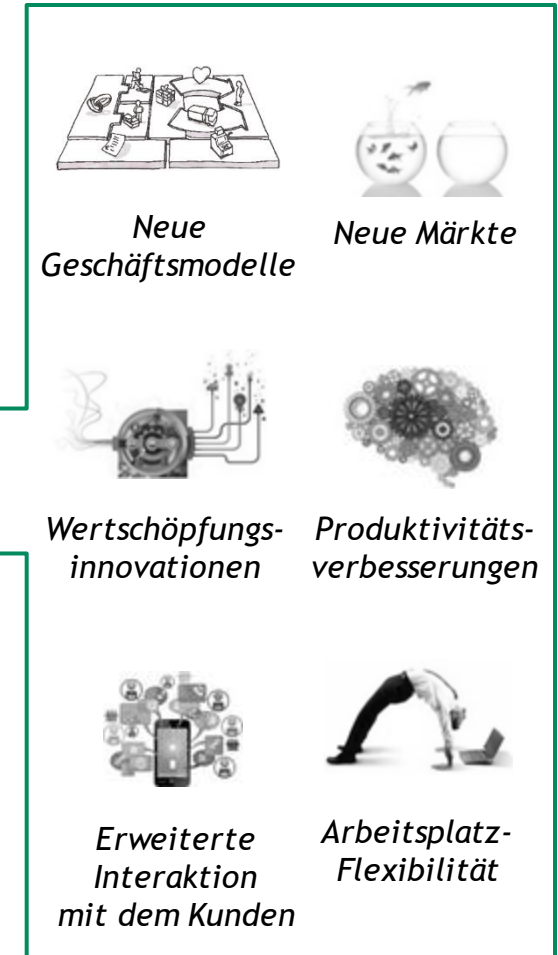 Neue
Geschäftsmodelle
Neue Märkte
Wertschöpfungs-
innovationen
Produktivitäts-
verbesserungen
Erweiterte
Interaktion
mit dem Kunden
Arbeitsplatz-
Flexibilität